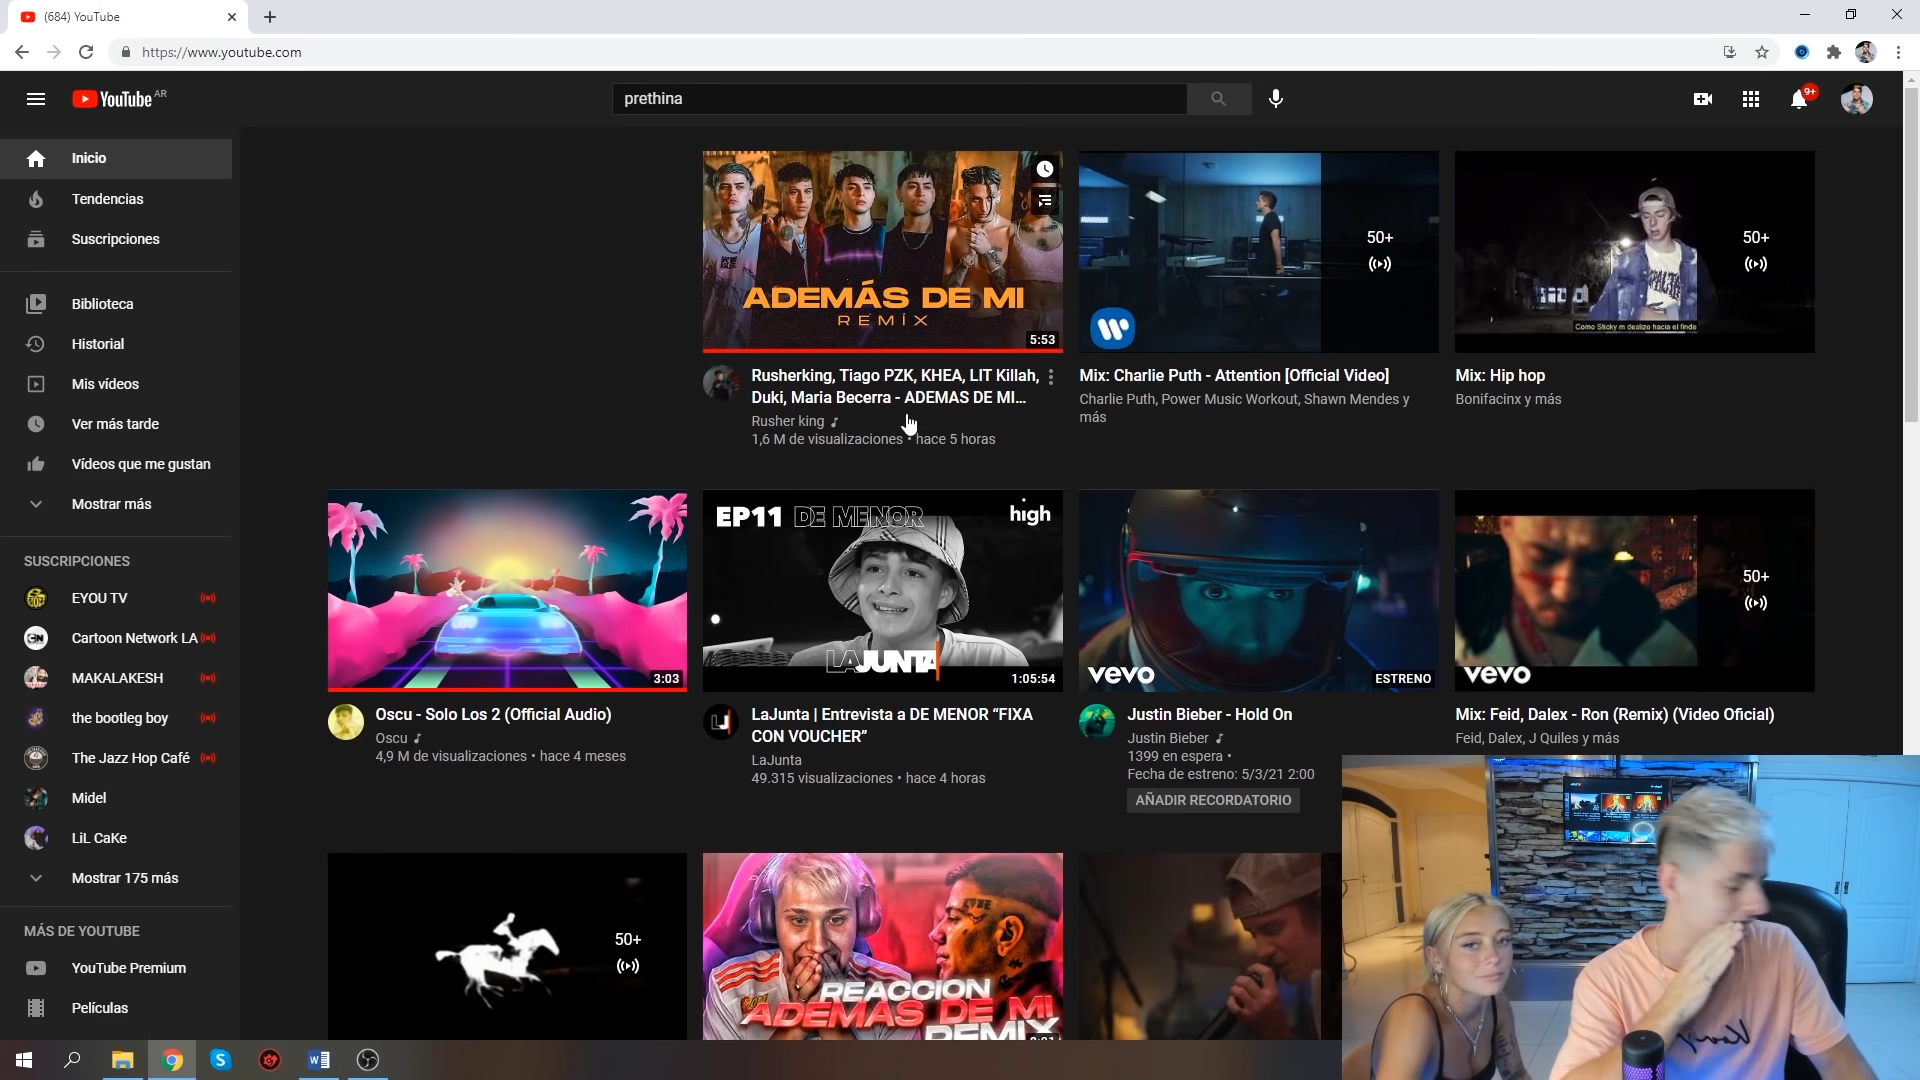 (684) YouTube
https://www.youtube.com
YouTube AR
prethina
9+
Inicio
Tendencias
Suscripciones
Biblioteca
Historial
Mis vídeos
Ver más tarde
Vídeos que me gustan
Mostrar más
SUSCRIPCIONES
EYOU TV
Cartoon Network LA
MAKALAKESH
the bootleg boy
The Jazz Hop Café
Midel
LiL CaKe
Mostrar 175 más
MÁS DE YOUTUBE
YouTube Premium
Películas
ADEMÁS DE MI
REMIX
5:53
Rusherking, Tiago PZK, KHEA, LIT Killah,
Duki, Maria Becerra - ADEMAS DE MI...
Rusher king
1,6 M de visualizaciones • hace 5 horas
50+
Mix: Charlie Puth - Attention [Official Video]
Charlie Puth, Power Music Workout, Shawn Mendes y
más
Como Sticky m deslizo hacia el finde
50+
Mix: Hip hop
Bonifacinx y más
3:03
Oscu - Solo Los 2 (Official Audio)
Oscu
4,9 M de visualizaciones • hace 4 meses
EP11 DE MENOR
high
LAJUNTA
1:05:54
LaJunta | Entrevista a DE MENOR “FIXA
CON VOUCHER”
LaJunta
49.315 visualizaciones • hace 4 horas
vevo
ESTRENO
Justin Bieber - Hold On
Justin Bieber
1399 en espera •
Fecha de estreno: 5/3/21 2:00
AÑADIR RECORDATORIO
50+
vevo
Mix: Feid, Dalex - Ron (Remix) (Video Oficial)
Feid, Dalex, J Quiles y más
50+
REACCION
ADEMAS DE MI
REMIX